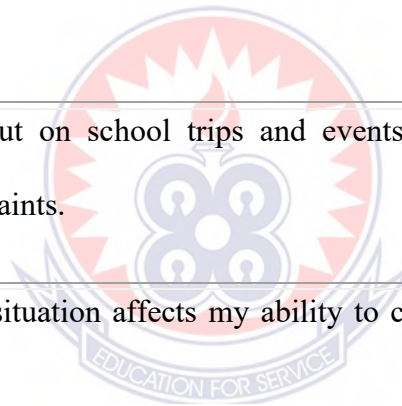 ut on school trips and events
aints.
situation affects my ability to c
EDUCATION FOR SERVICE